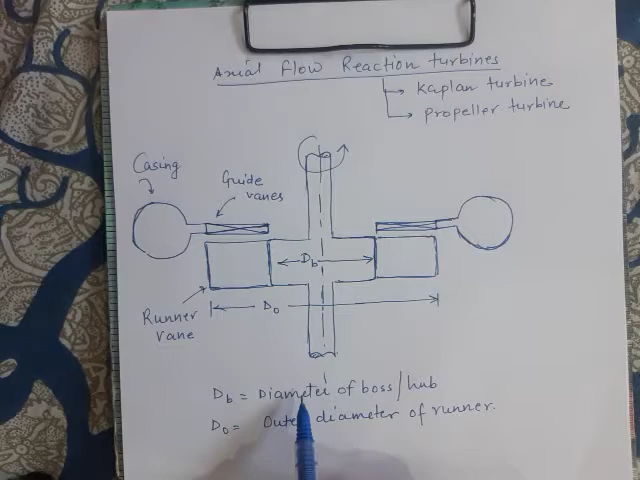 Axial Flow Reaction turbines
→ Kaplan turbine
→ propeller turbine
Casing
Guide
vanes
Db
Do
Runner
vane
Db = Diameter of boss/hub
Do = Outer diameter of runner.